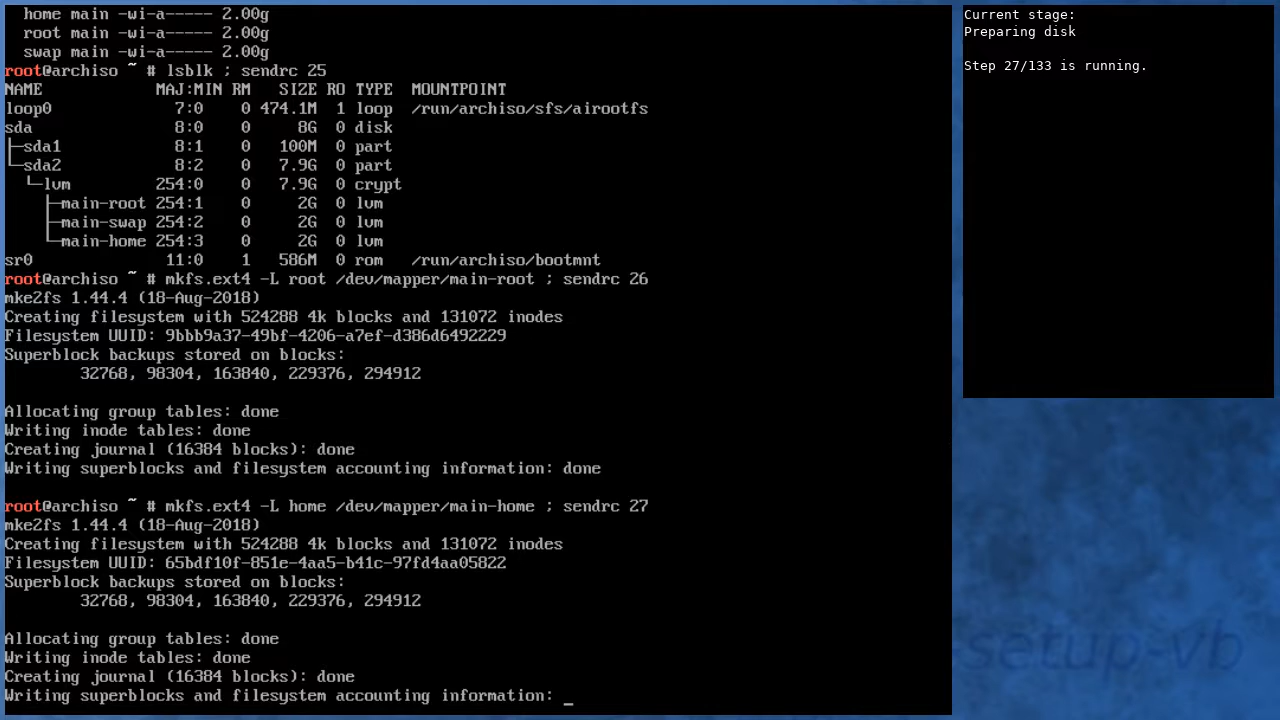 home main -wi-a----- 2.00g
  root main -wi-a----- 2.00g
  swap main -wi-a----- 2.00g
root@archiso ~ # lsblk ; sendrc 25
NAME            MAJ:MIN RM   SIZE RO TYPE  MOUNTPOINT
loop0             7:0    0 474.1M  1 loop  /run/archiso/sfs/airootfs
sda               8:0    0     8G  0 disk
├─sda1            8:1    0   100M  0 part
└─sda2            8:2    0   7.9G  0 part
  └─lvm         254:0    0   7.9G  0 crypt
    ├─main-root 254:1    0     2G  0 lvm
    ├─main-swap 254:2    0     2G  0 lvm
    └─main-home 254:3    0     2G  0 lvm
sr0              11:0    1   586M  0 rom   /run/archiso/bootmnt
root@archiso ~ # mkfs.ext4 -L root /dev/mapper/main-root ; sendrc 26
mke2fs 1.44.4 (18-Aug-2018)
Creating filesystem with 524288 4k blocks and 131072 inodes
Filesystem UUID: 9bbb9a37-49bf-4206-a7ef-d386d6492229
Superblock backups stored on blocks:
        32768, 98304, 163840, 229376, 294912

Allocating group tables: done
Writing inode tables: done
Creating journal (16384 blocks): done
Writing superblocks and filesystem accounting information: done

root@archiso ~ # mkfs.ext4 -L home /dev/mapper/main-home ; sendrc 27
mke2fs 1.44.4 (18-Aug-2018)
Creating filesystem with 524288 4k blocks and 131072 inodes
Filesystem UUID: 65bdf10f-851e-4aa5-b41c-97fd4aa05822
Superblock backups stored on blocks:
        32768, 98304, 163840, 229376, 294912

Allocating group tables: done
Writing inode tables: done
Creating journal (16384 blocks): done
Writing superblocks and filesystem accounting information: _
Current stage:
Preparing disk

Step 27/133 is running.
setup-vb